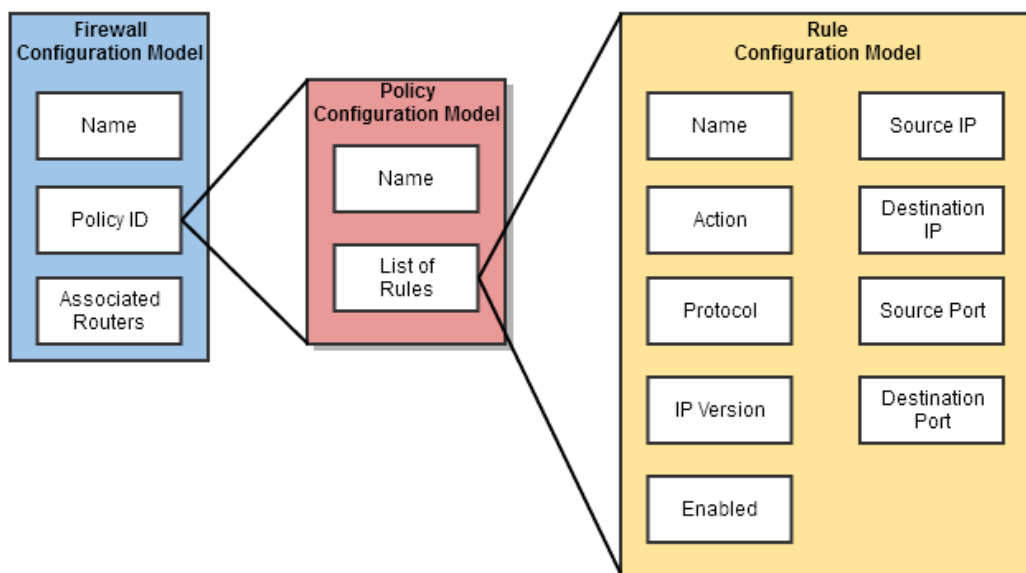 Firewall
Configuration Model
Name
Policy ID
Associated
Routers
Policy
Configuration Model
Name
List of
Rules
Rule
Configuration Model
Name
Source IP
Action
Destination
IP
Protocol
Source Port
IP Version
Destination
Port
Enabled